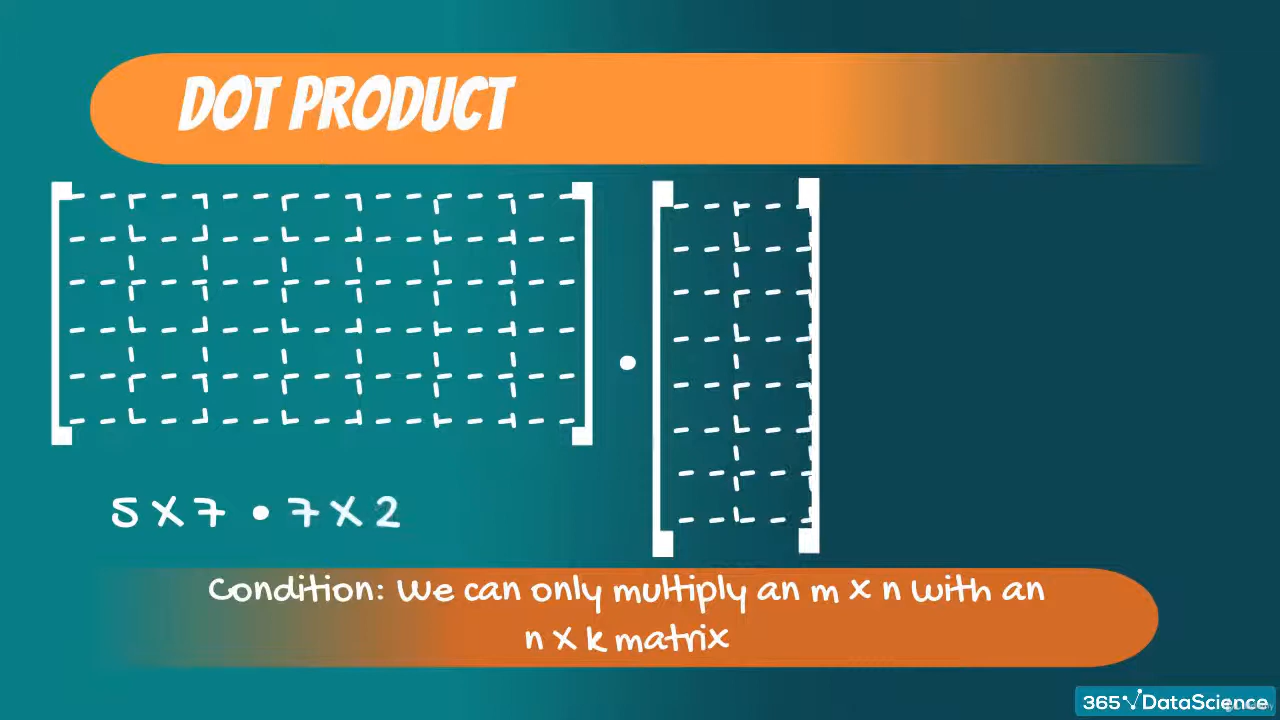 DOT PRODUCT
5 X 7 • 7 X 2
Condition: We can only multiply an m X n with an
n X k matrix
365 DataScience